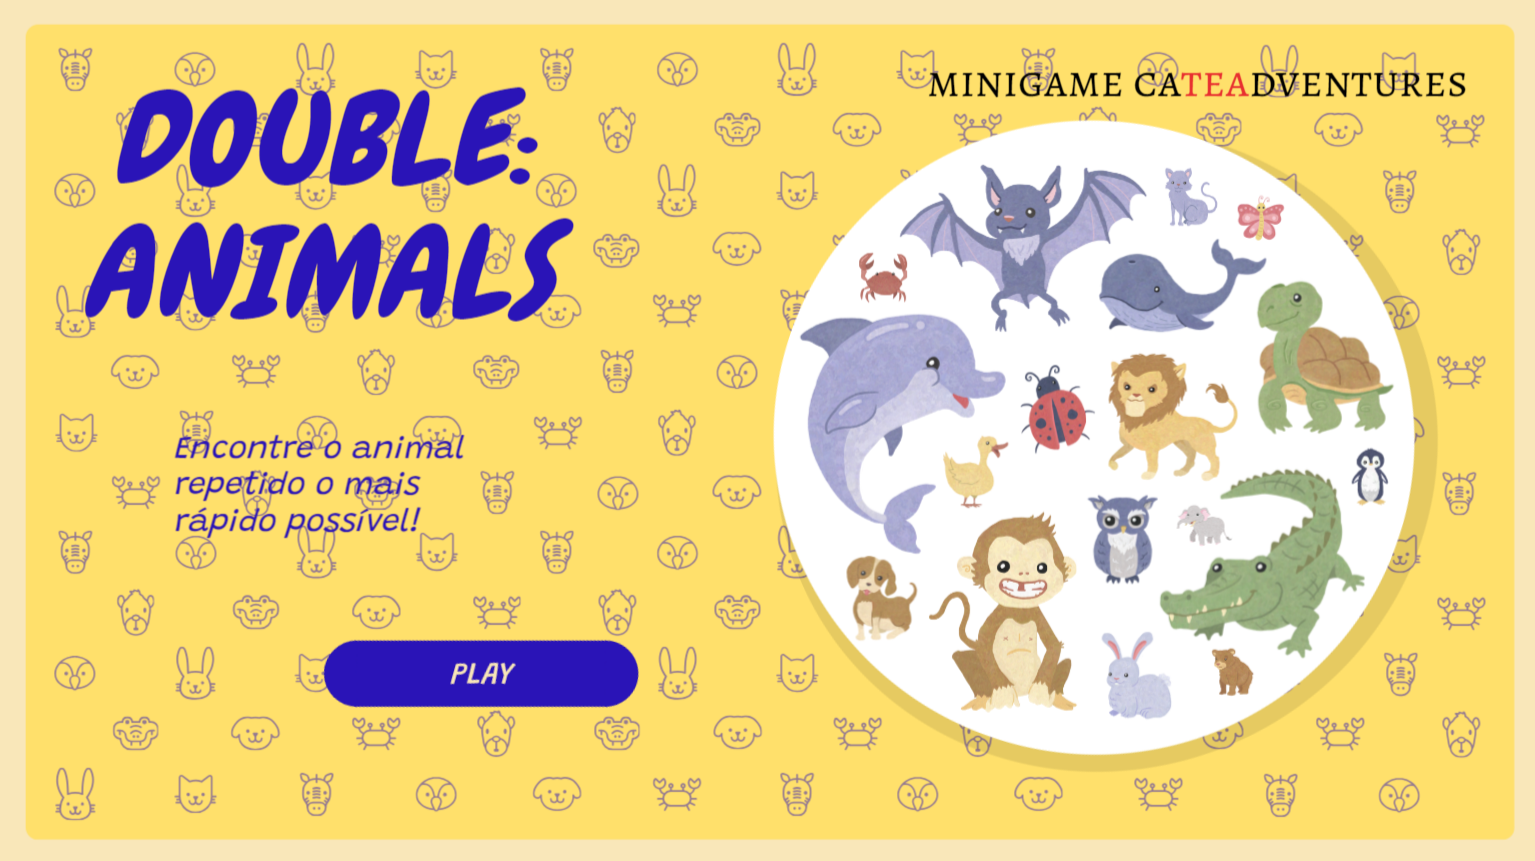 MINIGAME CATEADVENTURES
DOUBLE:
ANIMALS
Encontre o animal
repetido o mais
rápido possível!
PLAY